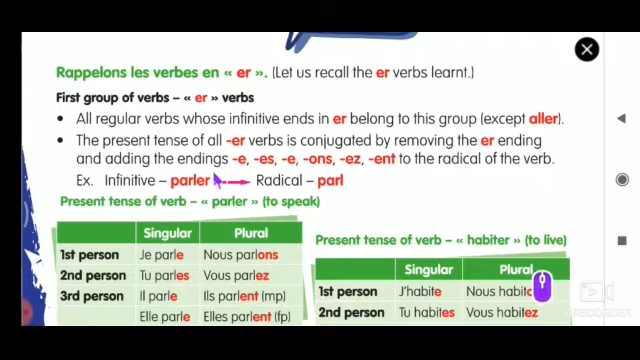 Rappelons les verbes en « er ». (Let us recall the er verbs learnt.)
First group of verbs – « er » verbs
• All regular verbs whose infinitive ends in er belong to this group (except aller).
• The present tense of all -er verbs is conjugated by removing the er ending
and adding the endings -e, -es, -e, -ons, -ez, -ent to the radical of the verb.
Ex. Infinitive – parler Radical – parl
Present tense of verb – « parler » (to speak)
Singular Plural
1st person Je parle Nous parlons
2nd person Tu parles Vous parlez
3rd person Il parle Ils parlent (mp)
Elle parle Elles parlent (fp)
Present tense of verb – « habiter » (to live)
Singular Plural
1st person J'habite Nous
2nd person Tu habites Vous habitez